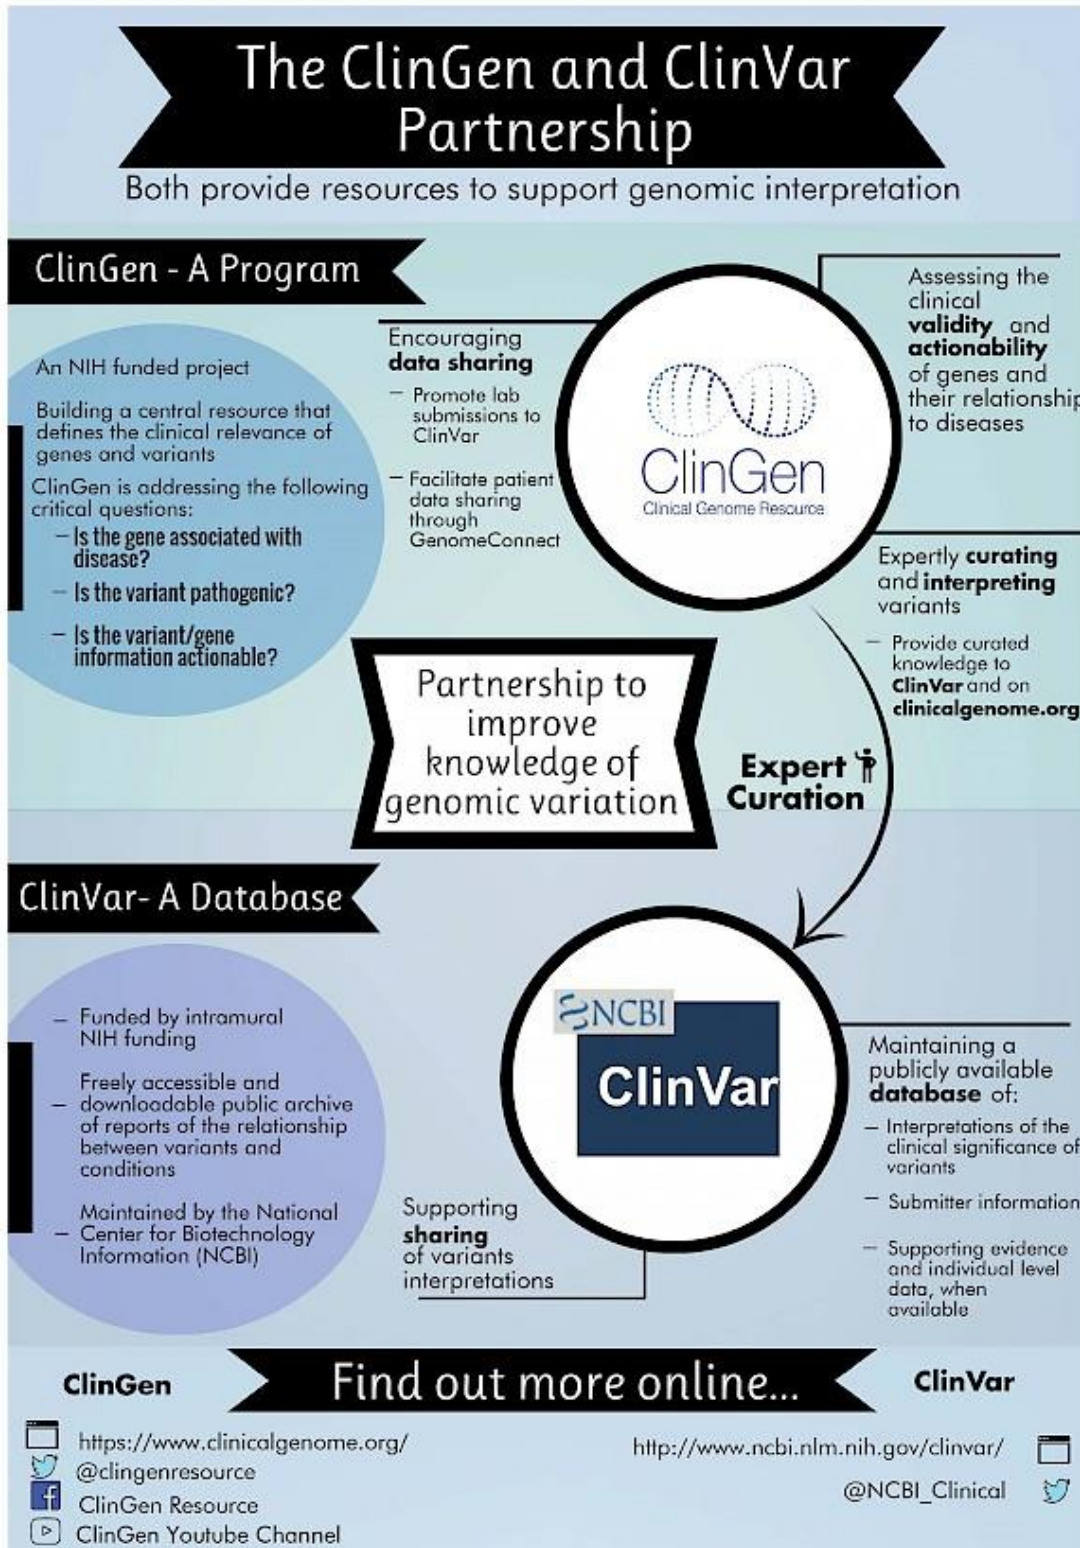 The ClinGen and ClinVar
Partnership
Both provide resources to support genomic interpretation
ClinGen - A Program
An NIH funded project
Building a central resource that
defines the clinical relevance of
genes and variants
ClinGen is addressing the following
critical questions:
– Is the gene associated with
disease?
– Is the variant pathogenic?
– Is the variant/gene
information actionable?
Encouraging
data sharing
– Promote lab
submissions to
ClinVar
– Facilitate patient
data sharing
through
GenomeConnect
ClinGen
Clinical Genome Resource
Assessing the
clinical
validity and
actionability
of genes and
their relationship
to diseases
Expertly curating
and interpreting
variants
– Provide curated
knowledge to
ClinVar and on
clinicalgenome.org
Partnership to
improve
knowledge of
genomic variation
Expert
Curation
ClinVar- A Database
– Funded by intramural
NIH funding
Freely accessible and
– downloadable public archive
of reports of the relationship
between variants and
conditions
Maintained by the National
– Center for Biotechnology
Information (NCBI)
NCBI
ClinVar
Supporting
sharing
of variants
interpretations
Maintaining a
publicly available
database of:
– Interpretations of the
clinical significance of
variants
– Submitter information
– Supporting evidence
and individual level
data, when
available
Find out more online...
ClinGen
https://www.clinicalgenome.org/
@clingenresource
ClinGen Resource
ClinGen Youtube Channel
ClinVar
http://www.ncbi.nlm.nih.gov/clinvar/
@NCBI_Clinical